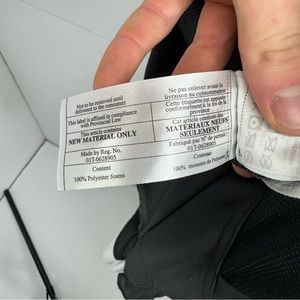 Not to be removed until
delivered to the consumer
This label is affixed in compliance
with Provincial Law
This article contains
NEW MATERIAL ONLY
Made by Reg. No.
01T-0628905
Content
100% Polyester foams
Ne pas enlever avant la
livraison au consommateur
Cette étiquette est apposée
conformément à la loi de la
province
Cet article contient des
MATÉRIAUX NEUFS
SEULEMENT
Fabriqué par No de permis:
01T-0628905
Contenu
100% mousses de Polyester